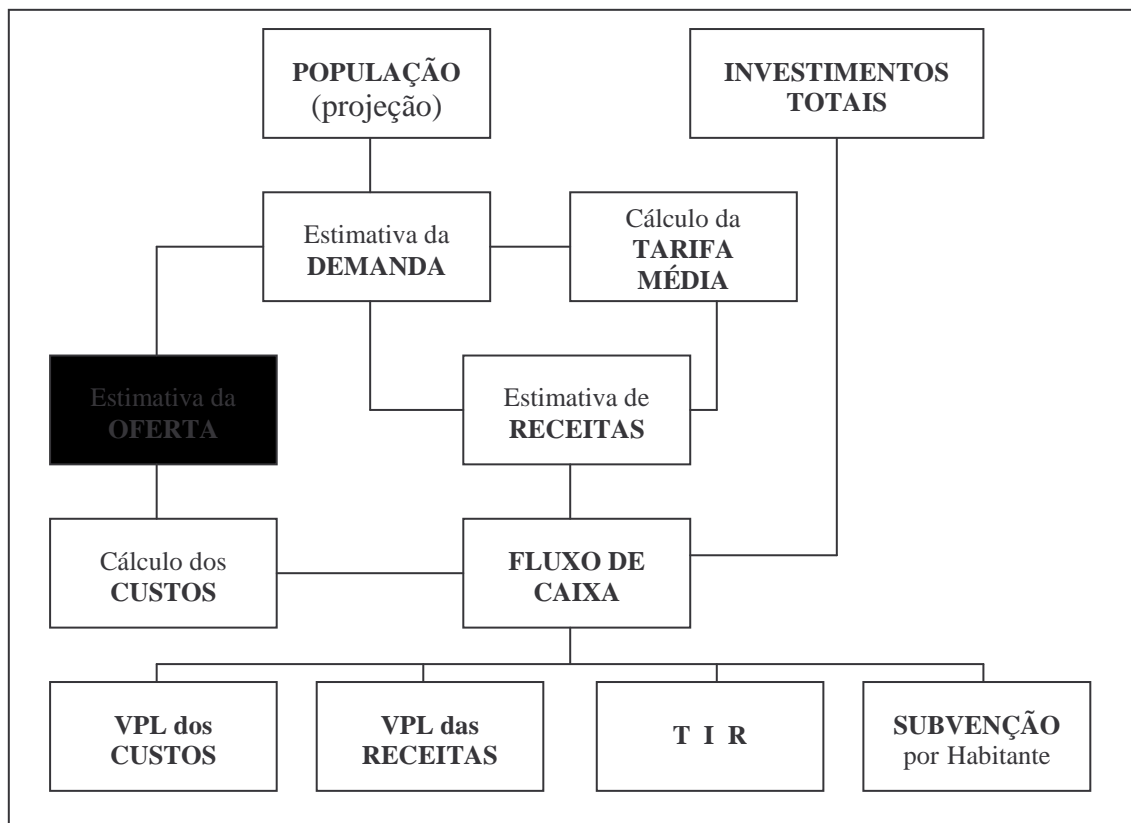 POPULAÇÃO
(projeção)
INVESTIMENTOS
TOTAIS
Estimativa da
DEMANDA
Cálculo da
TARIFA
MÉDIA
Estimativa da
OFERTA
Estimativa de
RECEITAS
Cálculo dos
CUSTOS
FLUXO DE
CAIXA
VPL dos
CUSTOS
VPL das
RECEITAS
T I R
SUBVENÇÃO
por Habitante